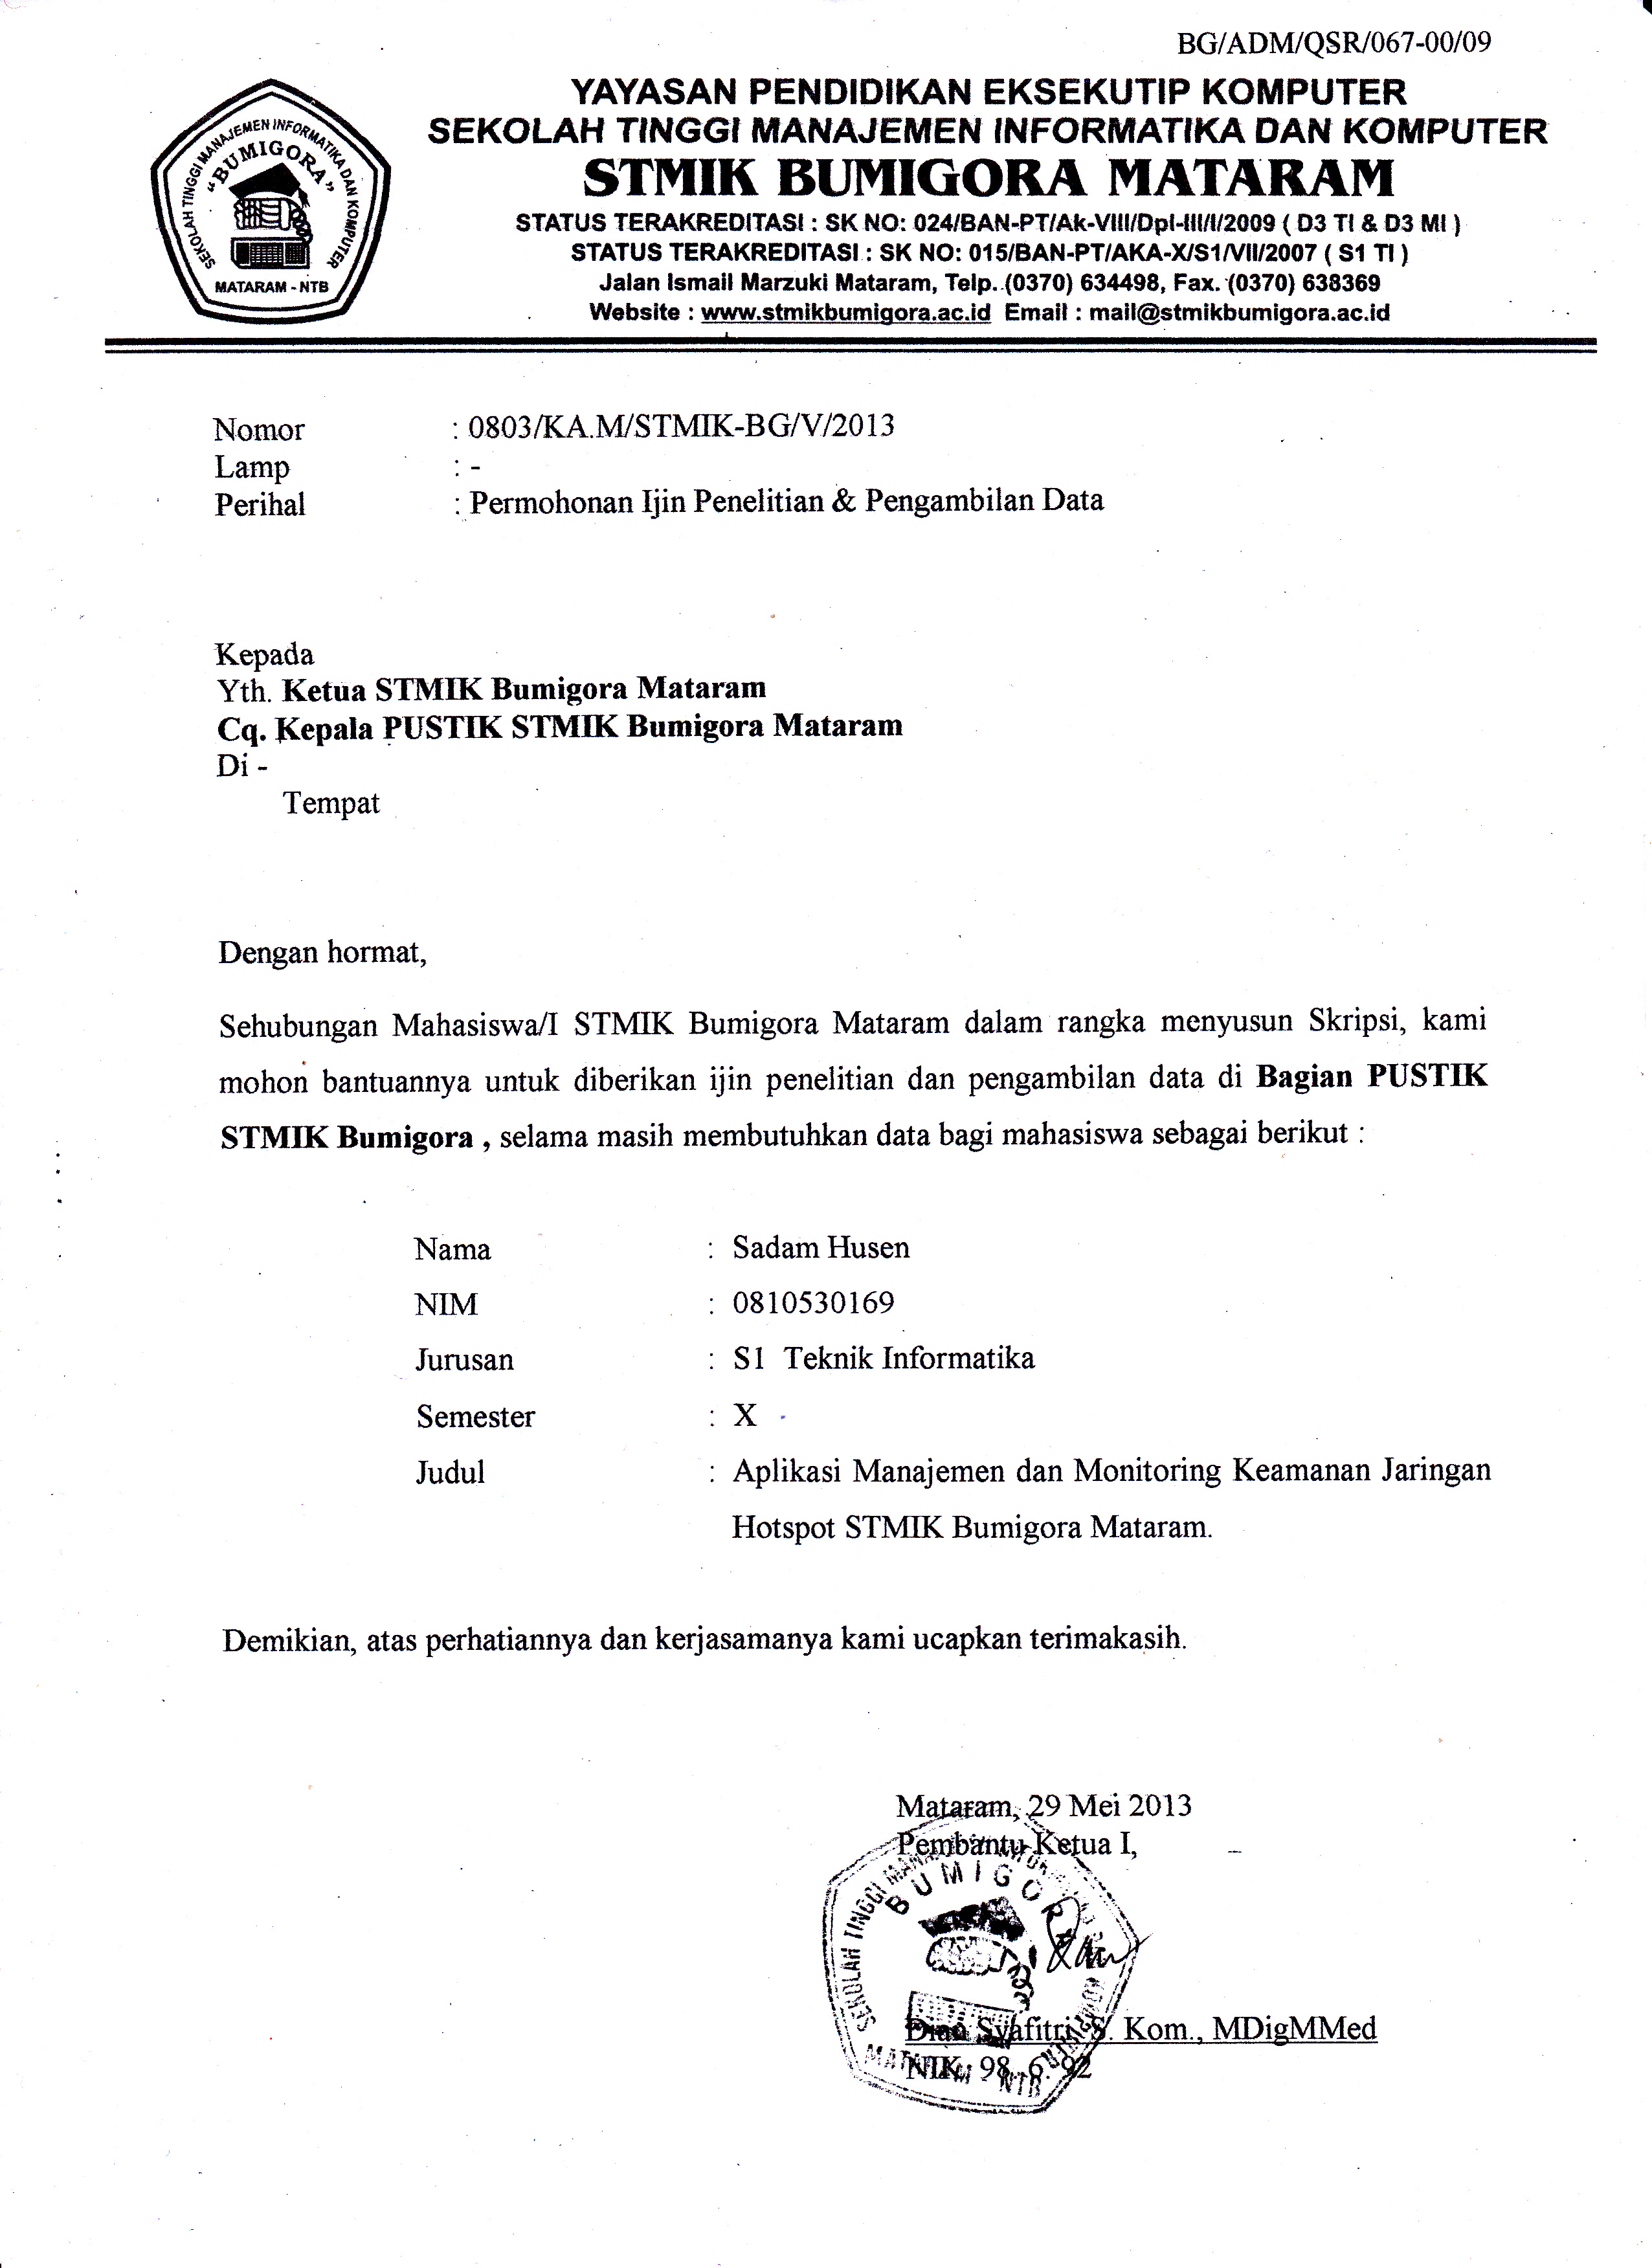 BG/ADM/QSR/067-00/09
YAYASAN PENDIDIKAN EKSEKUTIP KOMPUTER
SEKOLAH TINGGI MANAJEMEN INFORMATIKA DAN KOMPUTER
STMIK BUMIGORA MATARAM
STATUS TERAKREDITASI : SK NO: 024/BAN-PT/Ak-VIII/Dpl-III/I/2009 ( D3 TI & D3 MI )
STATUS TERAKREDITASI : SK NO: 015/BAN-PT/AKA-X/S1/VII/2007 ( S1 TI )
Jalan Ismail Marzuki Mataram, Telp. (0370) 634498, Fax. (0370) 638369
Website : www.stmikbumigora.ac.id Email : mail@stmikbumigora.ac.id
SEKOLAH TINGGI MANAJEMEN INFORMATIKA DAN KOMPUTER
"BUMIGORA"
MATARAM - NTB
Nomor : 0803/KA.M/STMIK-BG/V/2013
Lamp : -
Perihal : Permohonan Ijin Penelitian & Pengambilan Data
Kepada
Yth. Ketua STMIK Bumigora Mataram
Cq. Kepala PUSTIK STMIK Bumigora Mataram
Di -
Tempat
Dengan hormat,
Sehubungan Mahasiswa/I STMIK Bumigora Mataram dalam rangka menyusun Skripsi, kami
mohon bantuannya untuk diberikan ijin penelitian dan pengambilan data di Bagian PUSTIK
STMIK Bumigora , selama masih membutuhkan data bagi mahasiswa sebagai berikut :
Nama : Sadam Husen
NIM : 0810530169
Jurusan : S1 Teknik Informatika
Semester : X
Judul : Aplikasi Manajemen dan Monitoring Keamanan Jaringan
Hotspot STMIK Bumigora Mataram.
Demikian, atas perhatiannya dan kerjasamanya kami ucapkan terimakasih.
Mataram, 29 Mei 2013
Pembantu Ketua I,
SEKOLAH TINGGI
BUMIGORA
Syafitri, S. Kom., MDigMMed
NIK. 98. 6. 92
NTB